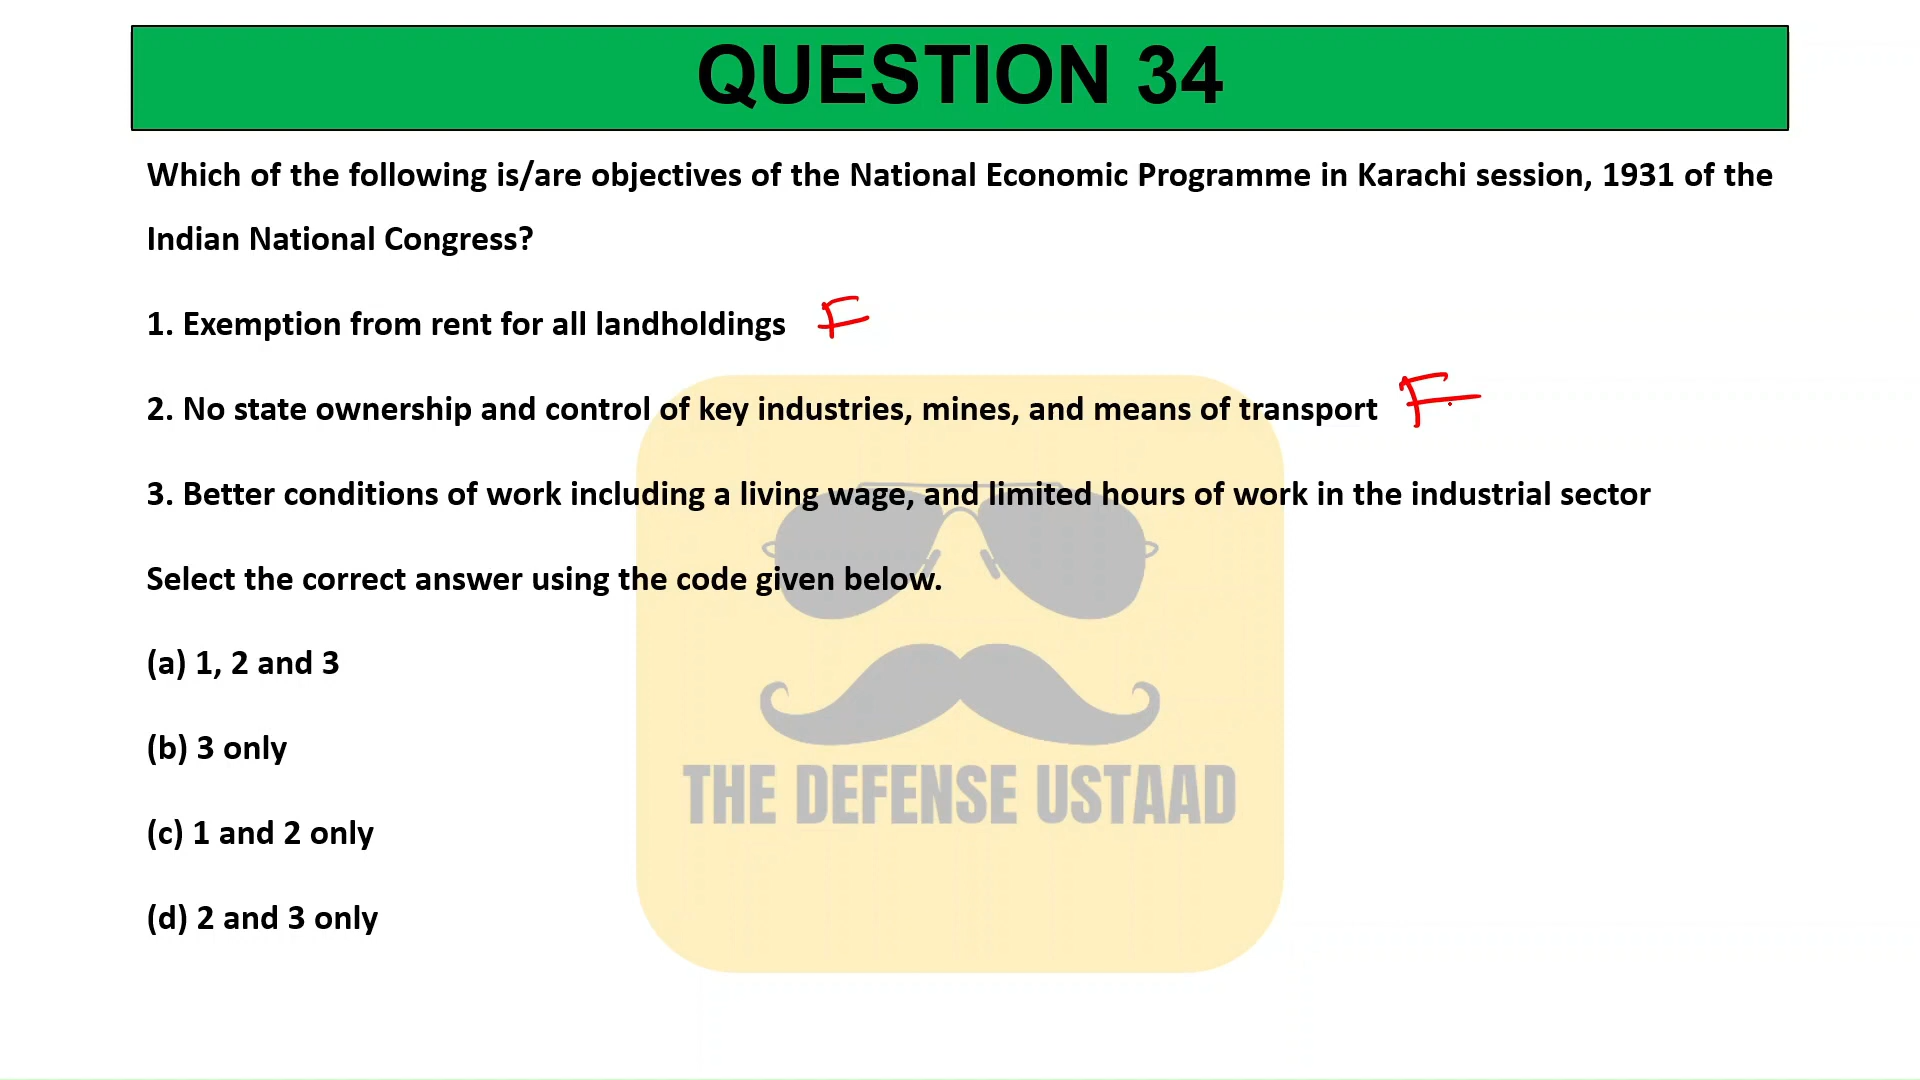 QUESTION 34
Which of the following is/are objectives of the National Economic Programme in Karachi session, 1931 of the
Indian National Congress?
1. Exemption from rent for all landholdings F
2. No state ownership and control of key industries, mines, and means of transport F
3. Better conditions of work including a living wage, and limited hours of work in the industrial sector
Select the correct answer using the code given below.
(a) 1, 2 and 3
(b) 3 only
THE DEFENSE USTAAD
(c) 1 and 2 only
(d) 2 and 3 only